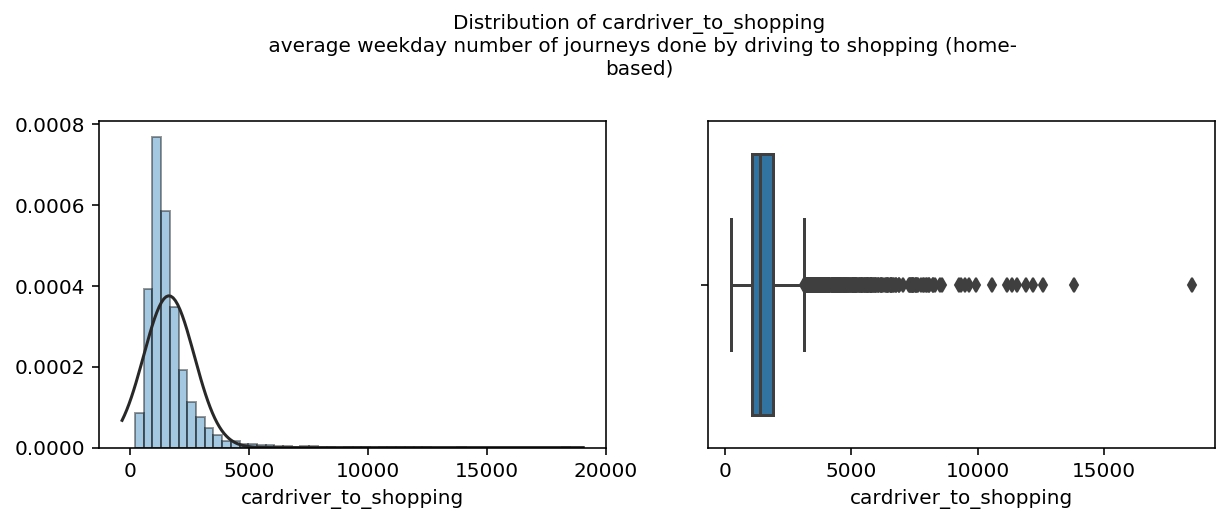 Distribution of cardriver_to_shopping
average weekday number of journeys done by driving to shopping (home-
based)
0.0008
0.0006
0.0004
0.0002
0.0000
0 5000 10000 15000 20000
cardriver_to_shopping
0 5000 10000 15000
cardriver_to_shopping